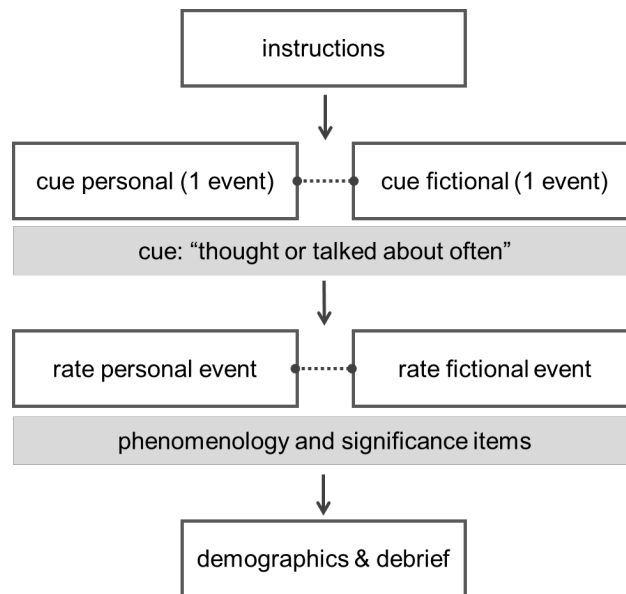 instructions
cue personal (1 event)
cue fictional (1 event)
cue: “thought or talked about often”
rate personal event
rate fictional event
phenomenology and significance items
demographics & debrief